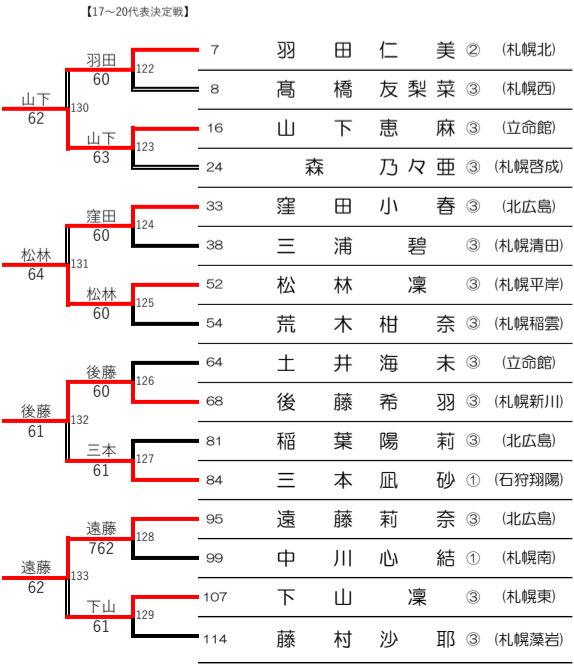 【17～20代表決定戦】
7 羽田仁美 ② (札幌北)
羽田
60
122
8 髙橋友梨菜 ③ (札幌西)
山下
62
130
16 山下恵麻 ③ (立命館)
山下
63
123
24 森乃々亜 ③ (札幌啓成)
33 窪田小春 ③ (北広島)
窪田
60
124
38 三浦碧 ③ (札幌清田)
松林
64
131
52 松林凜 ③ (札幌平岸)
松林
60
125
54 荒木柑奈 ③ (札幌稲雲)
64 土井海未 ③ (立命館)
後藤
60
126
68 後藤希羽 ③ (札幌新川)
後藤
61
132
81 稲葉陽莉 ③ (北広島)
三本
61
127
84 三本凪砂 ① (石狩翔陽)
95 遠藤莉奈 ③ (北広島)
遠藤
762
128
99 中川心結 ① (札幌南)
遠藤
62
133
107 下山凜 ③ (札幌東)
下山
61
129
114 藤村沙耶 ③ (札幌藻岩)